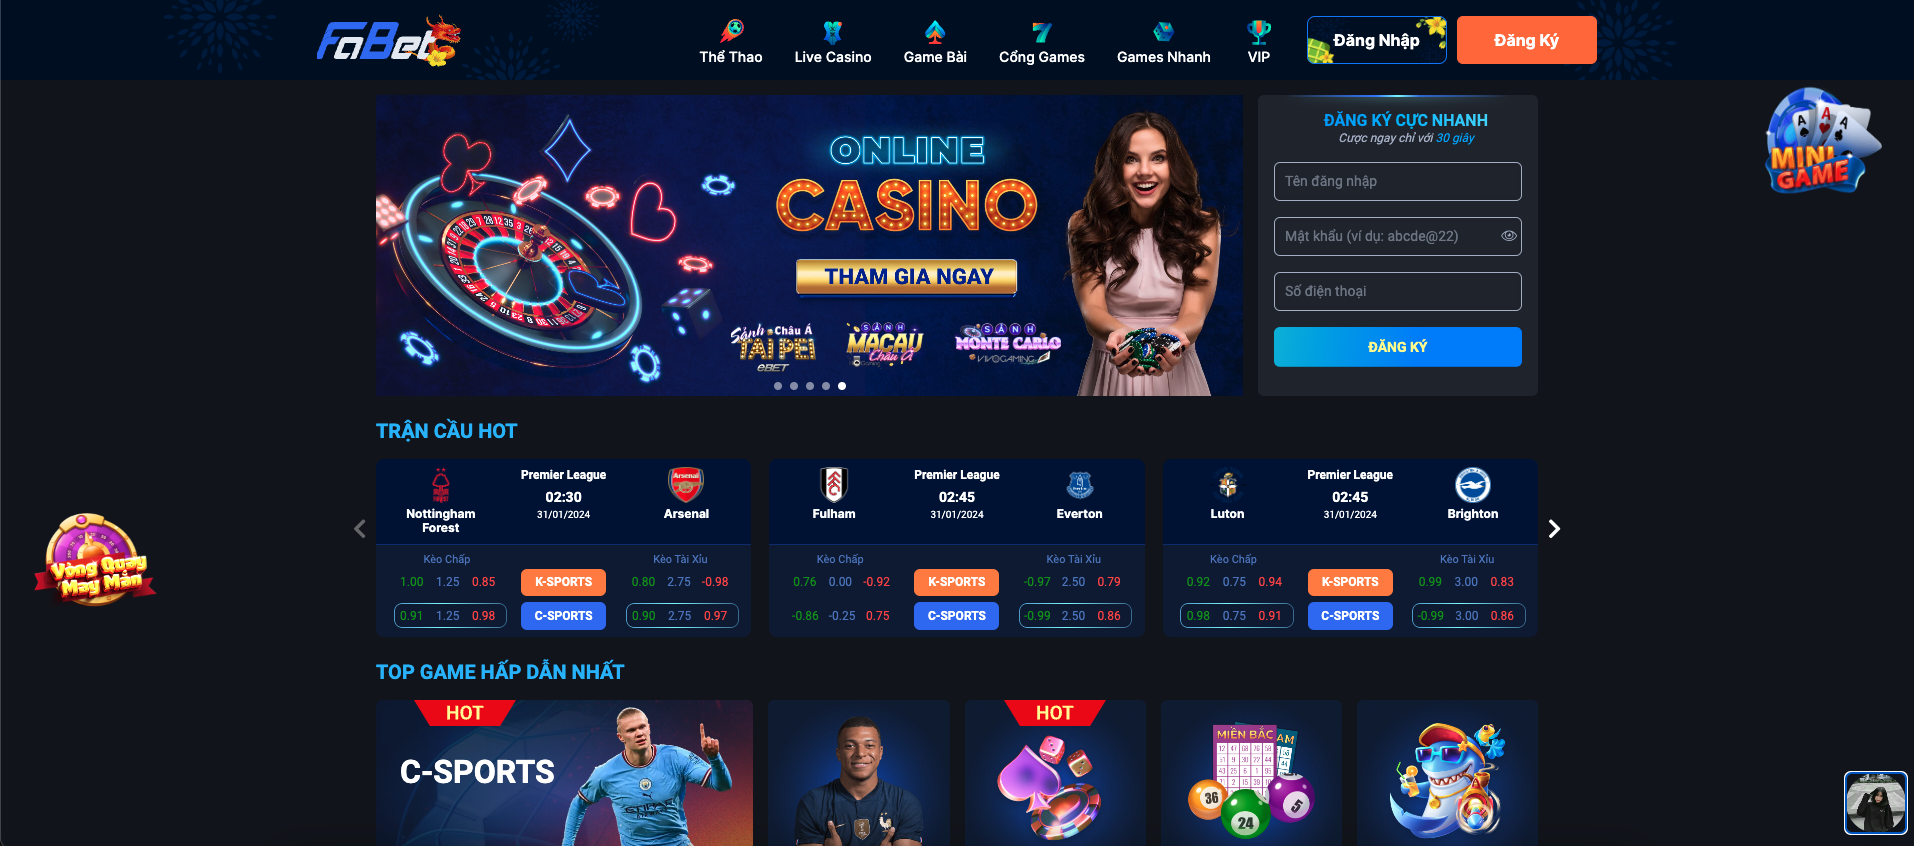 FaBet
Thể Thao
Live Casino
Game Bài
Cổng Games
Games Nhanh
VIP
Đăng Nhập
Đăng Ký
ONLINE
CASINO
THAM GIA NGAY
Sảnh Châu Á
TAIPEI
eBET
SẢNH
MACAU
Châu Á
SẢNH
MONTE CARLO
VIVOGAMING
ĐĂNG KÝ CỰC NHANH
Cược ngay chỉ với 30 giây
Tên đăng nhập
Mật khẩu (ví dụ: abcde@22)
Số điện thoại
ĐĂNG KÝ
MINI
GAME
TRẬN CẦU HOT
Nottingham
Forest
Premier League
02:30
31/01/2024
Arsenal
Kèo Chấp
Kèo Tài Xỉu
1.00 1.25 0.85
K-SPORTS
0.80 2.75 -0.98
0.91 1.25 0.98
C-SPORTS
0.90 2.75 0.97
Fulham
Premier League
02:45
31/01/2024
Everton
Kèo Chấp
Kèo Tài Xỉu
0.76 0.00 -0.92
K-SPORTS
-0.97 2.50 0.79
-0.86 -0.25 0.75
C-SPORTS
-0.99 2.50 0.86
Luton
Premier League
02:45
31/01/2024
Brighton
Kèo Chấp
Kèo Tài Xỉu
0.92 0.75 0.94
K-SPORTS
0.99 3.00 0.83
0.98 0.75 0.91
C-SPORTS
-0.99 3.00 0.86
Vòng Quay
May Mắn
TOP GAME HẤP DẪN NHẤT
HOT
C-SPORTS
HOT
MIỀN BẮC
36
24
5